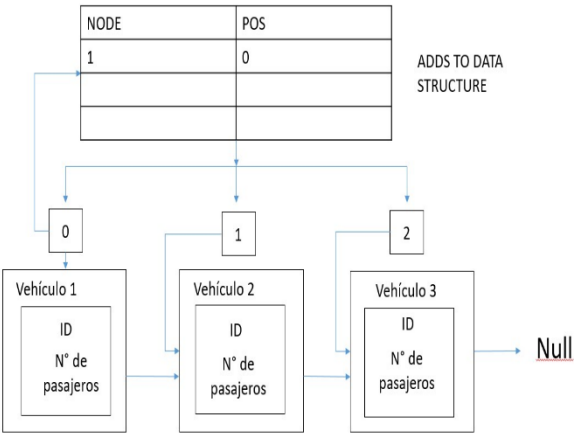 NODE POS
1 0
ADDS TO DATA
STRUCTURE
0 1 2
Vehículo 1
ID
N° de
pasajeros
Vehículo 2
ID
N° de
pasajeros
Vehículo 3
ID
N° de
pasajeros
Null